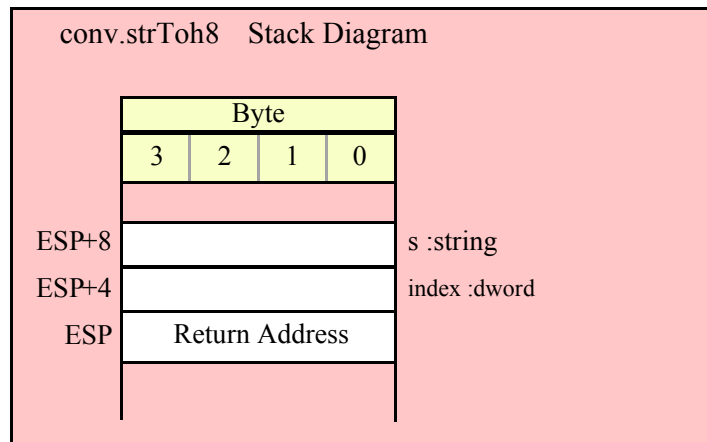 conv.strToh8 Stack Diagram
Byte
3 2 1 0
ESP+8 s :string
ESP+4 index :dword
ESP Return Address